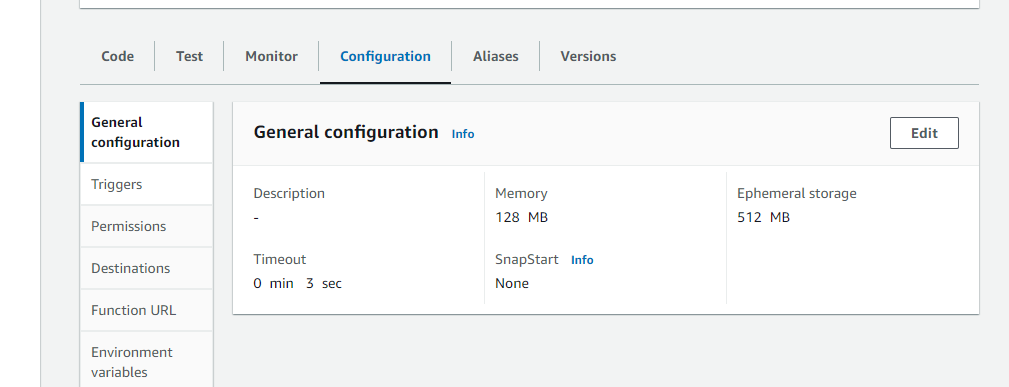 Code Test Monitor Configuration Aliases Versions
General
configuration
Triggers
Permissions
Destinations
Function URL
Environment
variables
General configuration Info
Edit
Description
-
Memory
128 MB
Ephemeral storage
512 MB
Timeout
0 min 3 sec
SnapStart Info
None